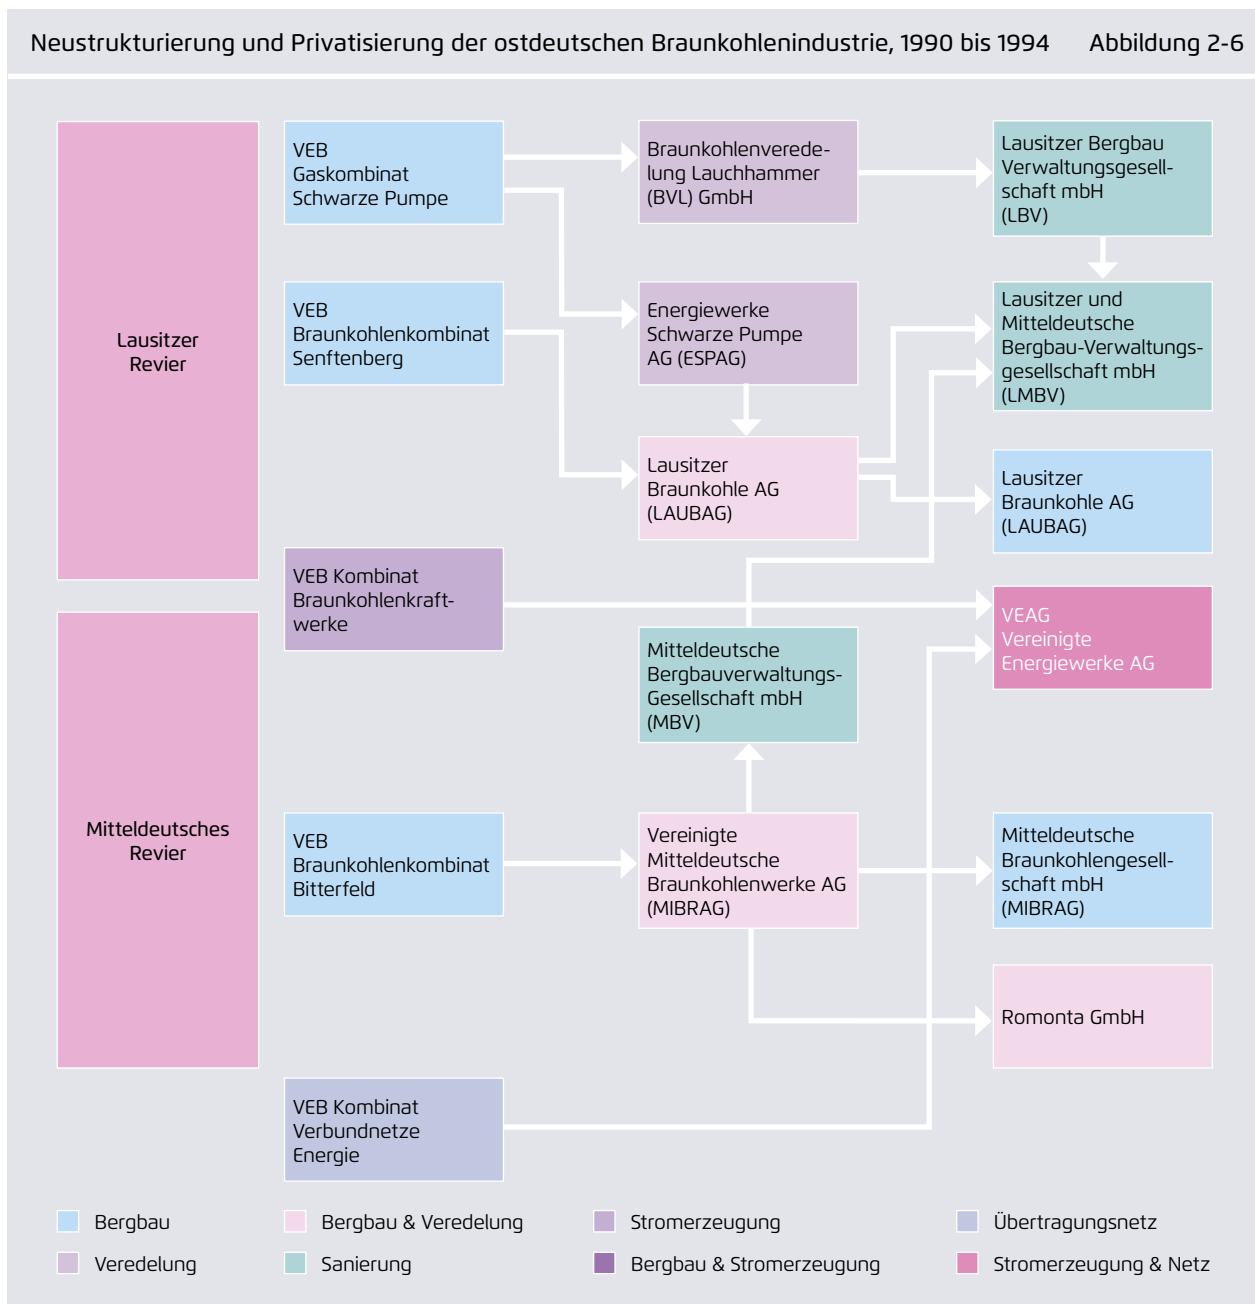 Neustrukturierung und Privatisierung der ostdeutschen Braunkohlenindustrie, 1990 bis 1994 Abbildung 2-6
Lausitzer
Revier
Mitteldeutsches
Revier
VEB
Gaskombinat
Schwarze Pumpe
VEB
Braunkohlenkombinat
Senftenberg
VEB Kombinat
Braunkohlenkraft-
werke
VEB
Braunkohlenkombinat
Bitterfeld
VEB Kombinat
Verbundnetze
Energie
Braunkohlenverede-
lung Lauchhammer
(BVL) GmbH
Energiewerke
Schwarze Pumpe
AG (ESPAG)
Lausitzer
Braunkohle AG
(LAUBAG)
Mitteldeutsche
Bergbauverwaltungs-
Gesellschaft mbH
(MBV)
Vereinigte
Mitteldeutsche
Braunkohlenwerke AG
(MIBRAG)
Lausitzer Bergbau
Verwaltungsgesell-
schaft mbH
(LBV)
Lausitzer und
Mitteldeutsche
Bergbau-Verwaltungs-
gesellschaft mbH
(LMBV)
Lausitzer
Braunkohle AG
(LAUBAG)
VEAG
Vereinigte
Energiewerke AG
Mitteldeutsche
Braunkohlengesell-
schaft mbH
(MIBRAG)
Romonta GmbH
Bergbau
Bergbau & Veredelung
Stromerzeugung
Übertragungsnetz
Veredelung
Sanierung
Bergbau & Stromerzeugung
Stromerzeugung & Netz